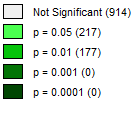 Not Significant (914)
p = 0.05 (217)
p = 0.01 (177)
p = 0.001 (0)
p = 0.0001 (0)